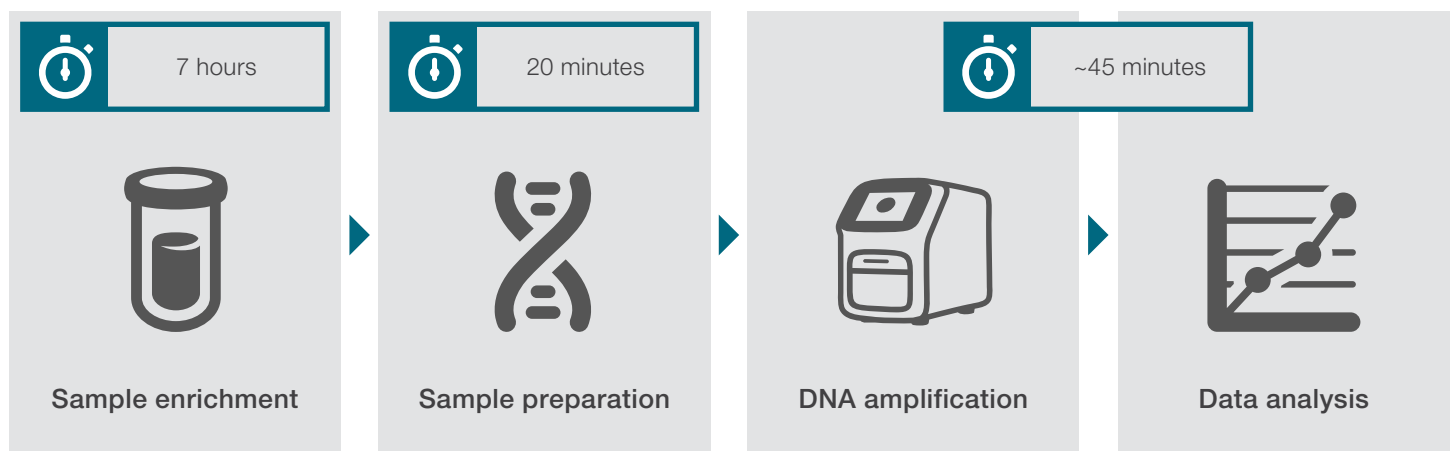 7 hours
20 minutes
~45 minutes
Sample enrichment
Sample preparation
DNA amplification
Data analysis